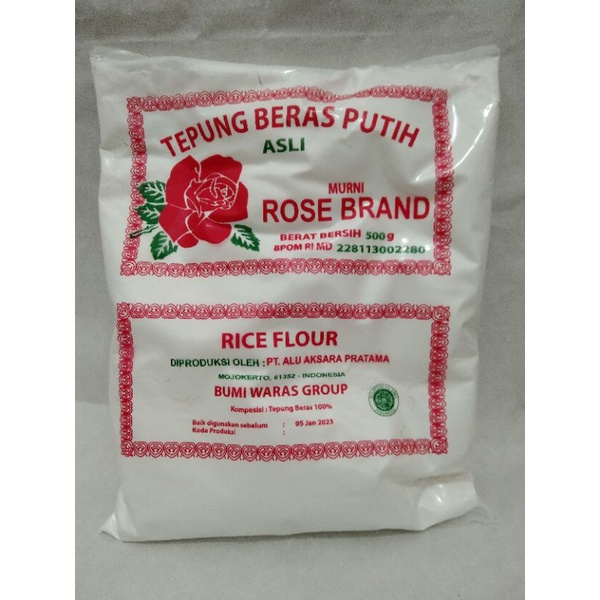 TEPUNG BERAS PUTIH
ASLI
MURNI
ROSE BRAND
BERAT BERSIH 500 g
BPOM RI MD 228113002280
RICE FLOUR
DIPRODUKSI OLEH : PT. ALU AKSARA PRATAMA
MOJOKERTO, 61352 - INDONESIA
BUMI WARAS GROUP
Komposisi : Tepung Beras 100%
Baik digunakan sebelum : 05 Jan 2023
Kode Produksi :